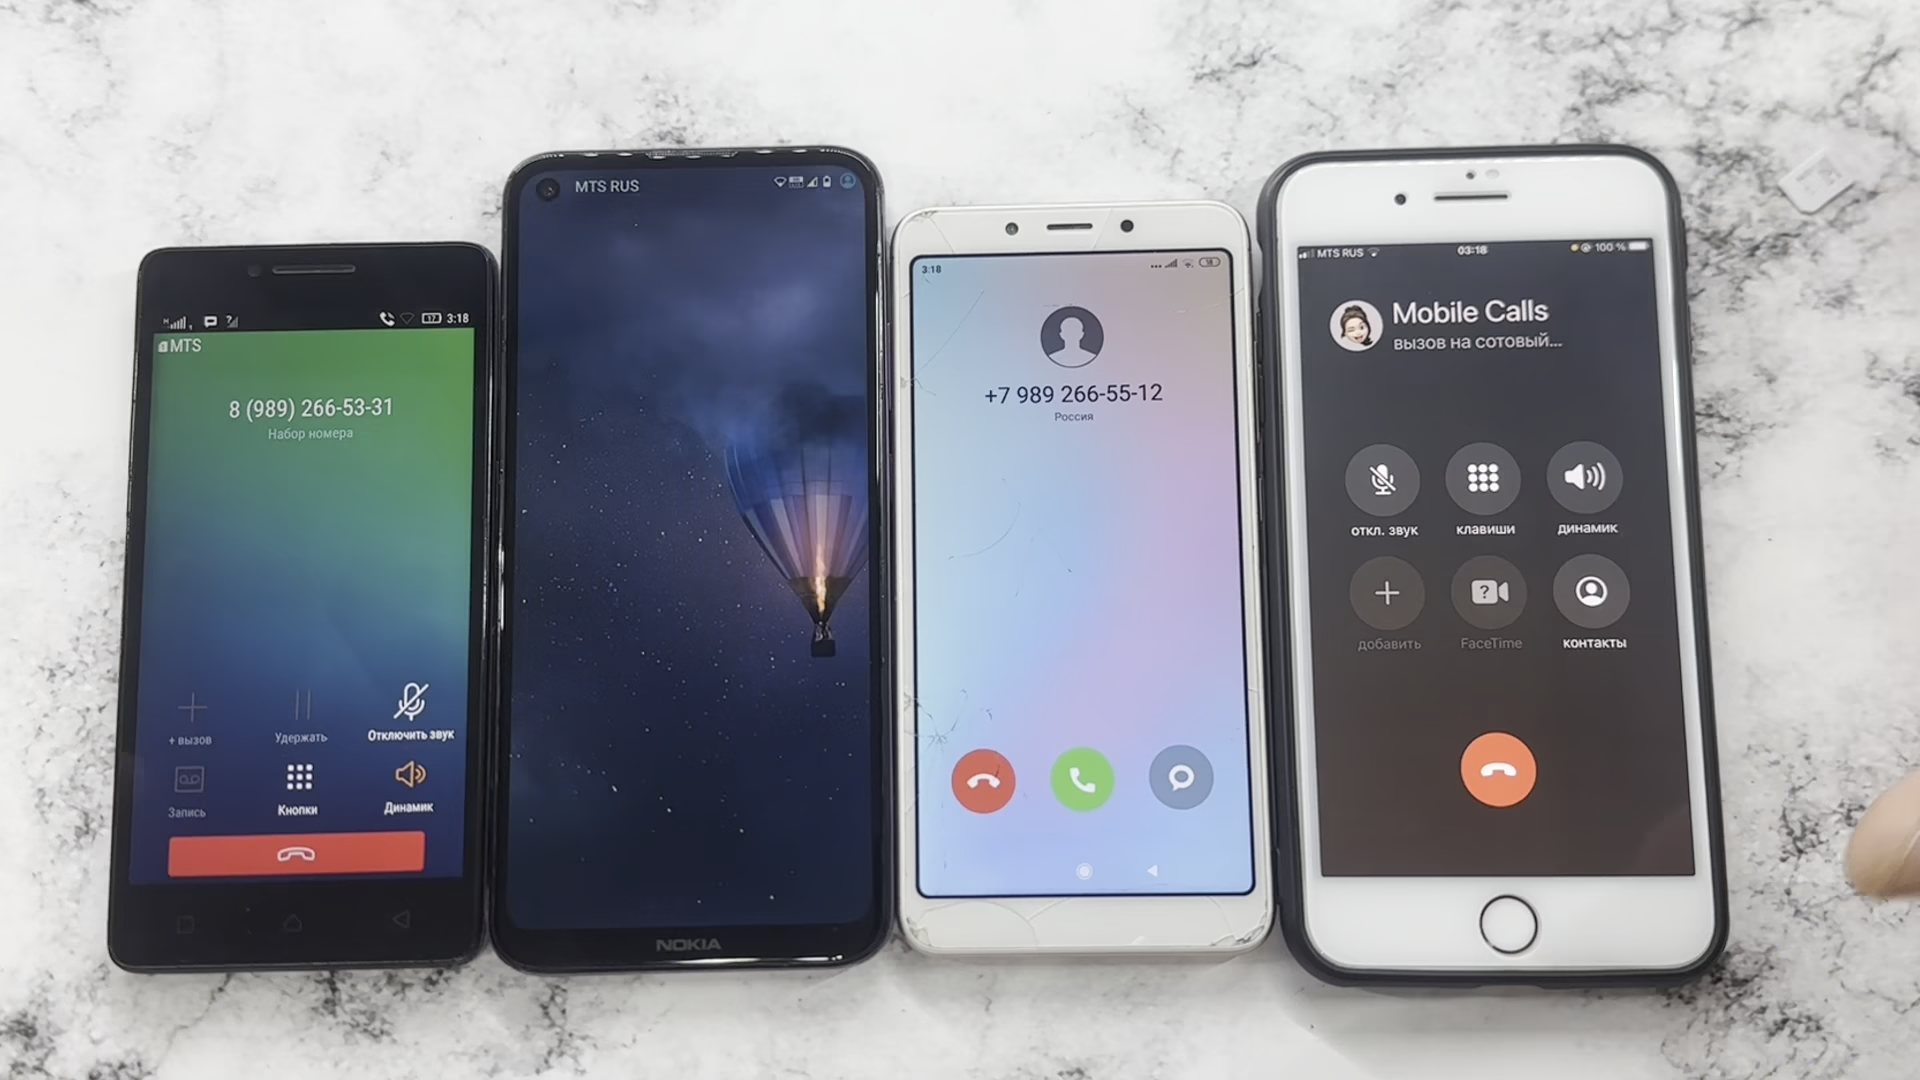 17 3:18
MTS
8 (989) 266-53-31
Набор номера
+ вызов
Удержать
Отключить звук
Запись
Кнопки
Динамик
MTS RUS
NOKIA
3:18
18
+7 989 266-55-12
Россия
MTS RUS
03:18
100 %
Mobile Calls
вызов на сотовый...
откл. звук
клавиши
динамик
добавить
FaceTime
контакты